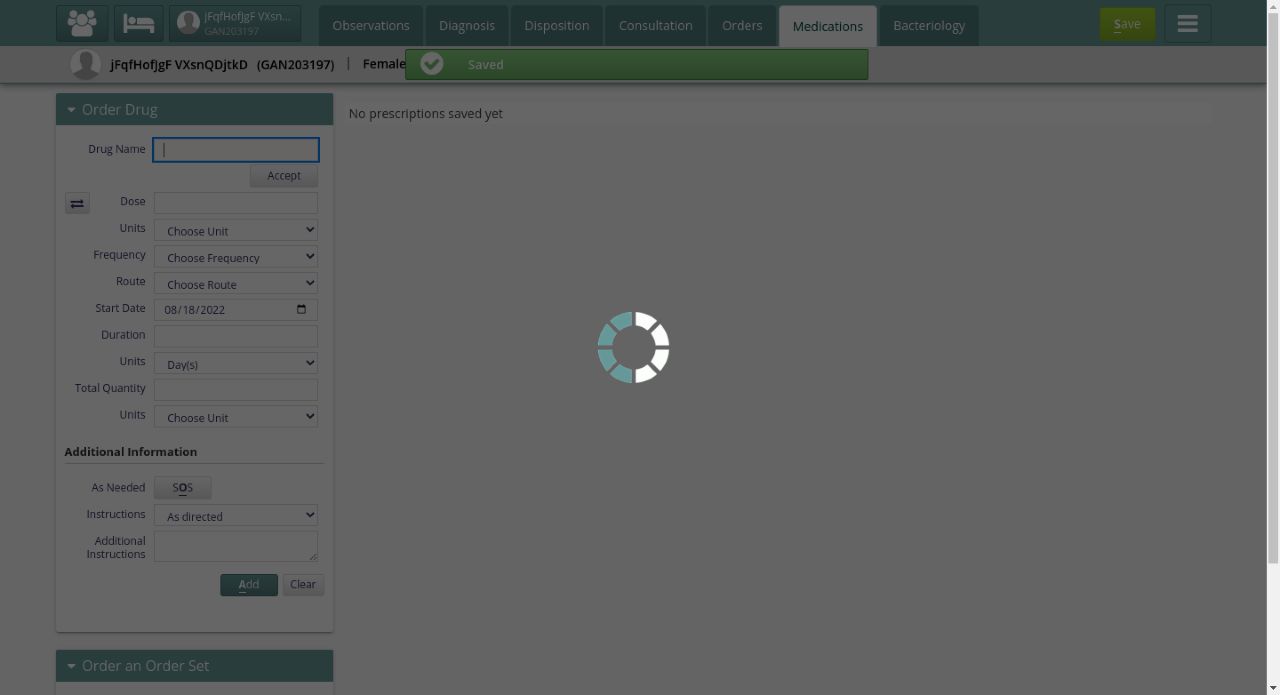 jFqfHofJgF VXsn...
GAN203197
Observations
Diagnosis
Disposition
Consultation
Orders
Medications
Bacteriology
Save
jFqfHofJgF VXsnQDjtkD (GAN203197) | Female
Saved
Order Drug
No prescriptions saved yet
Drug Name
Accept
Dose
Units Choose Unit
Frequency Choose Frequency
Route Choose Route
Start Date 08/18/2022
Duration
Units Day(s)
Total Quantity
Units Choose Unit
Additional Information
As Needed SOS
Instructions As directed
Additional
Instructions
Add Clear
Order an Order Set